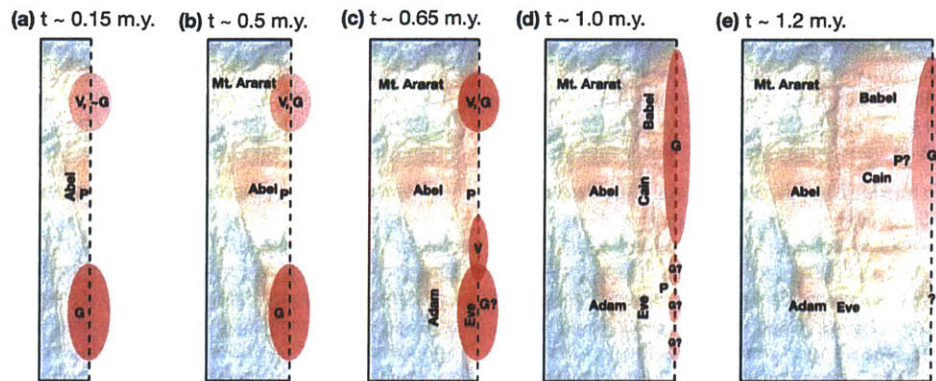 (a) t ~ 0.15 m.y.
V, ~G
Abel
P
G
(b) t ~ 0.5 m.y.
Mt. Ararat
V, G
Abel
P
G
(c) t ~ 0.65 m.y.
Mt. Ararat
V, G
Abel
P
V
Adam
Eve
G?
(d) t ~ 1.0 m.y.
Mt. Ararat
Babel
G
Abel
Cain
G?
P
Adam
Eve
G?
G?
(e) t ~ 1.2 m.y.
Mt. Ararat
Babel
P?
G
Abel
Cain
Adam
Eve
?